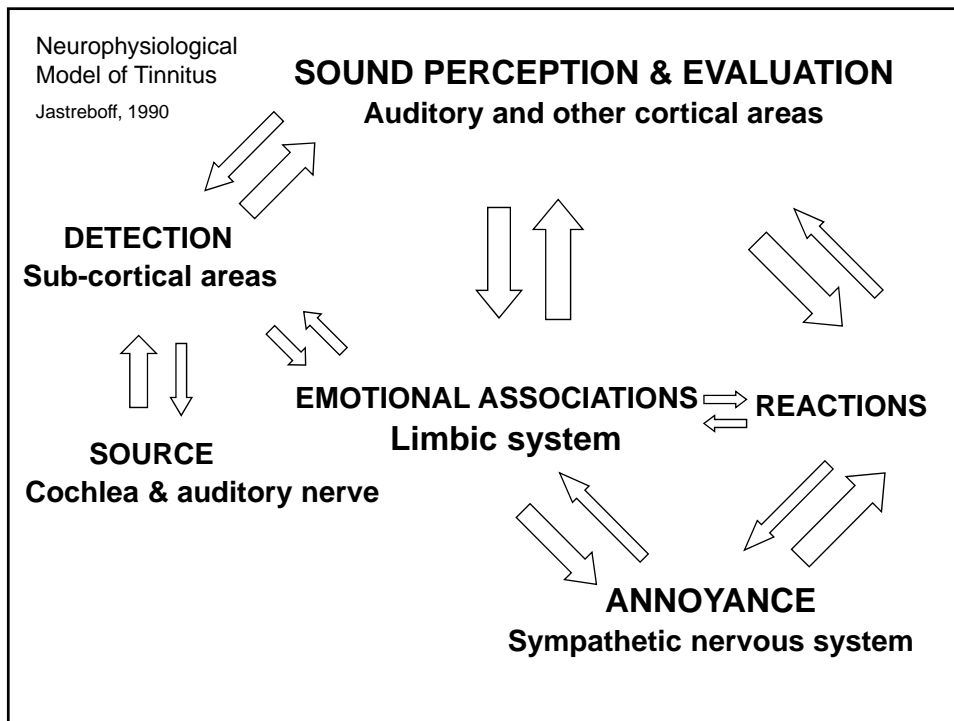 Neurophysiological
Model of Tinnitus
Jastreboff, 1990
SOUND PERCEPTION & EVALUATION
Auditory and other cortical areas
DETECTION
Sub-cortical areas
EMOTIONAL ASSOCIATIONS
Limbic system
REACTIONS
SOURCE
Cochlea & auditory nerve
ANNOYANCE
Sympathetic nervous system